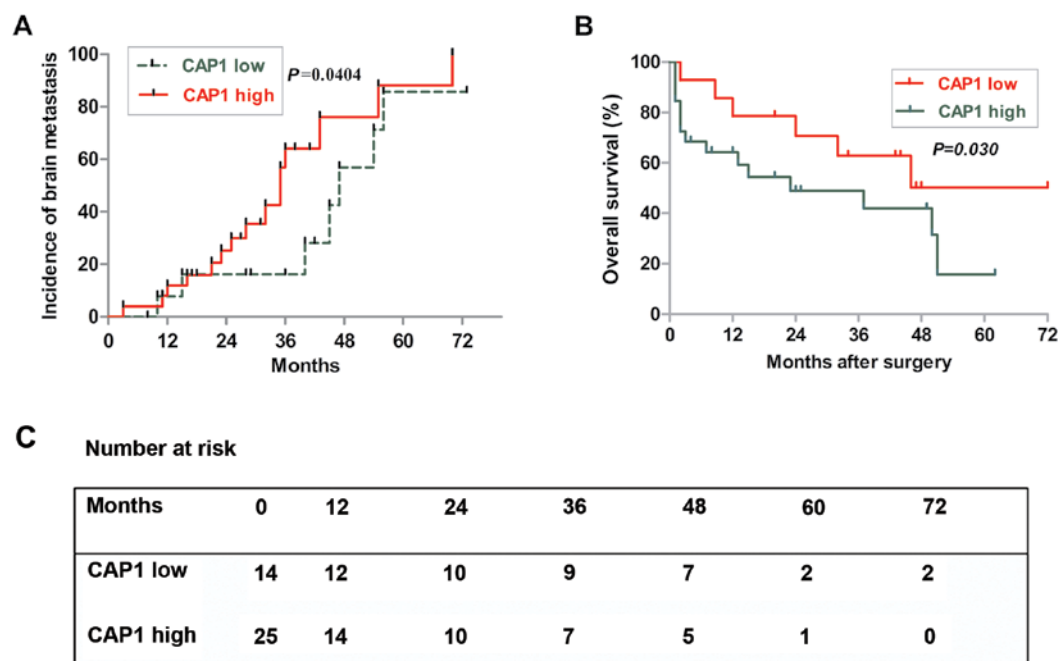 A
Incidence of brain metastasis
100
80
60
40
20
0
CAP1 low
CAP1 high
P=0.0404
0 12 24 36 48 60 72
Months
B
Overall survival (%)
100
80
60
40
20
0
CAP1 low
CAP1 high
P=0.030
0 12 24 36 48 60 72
Months after surgery
C
Number at risk
Months 0 12 24 36 48 60 72
CAP1 low 14 12 10 9 7 2 2
CAP1 high 25 14 10 7 5 1 0